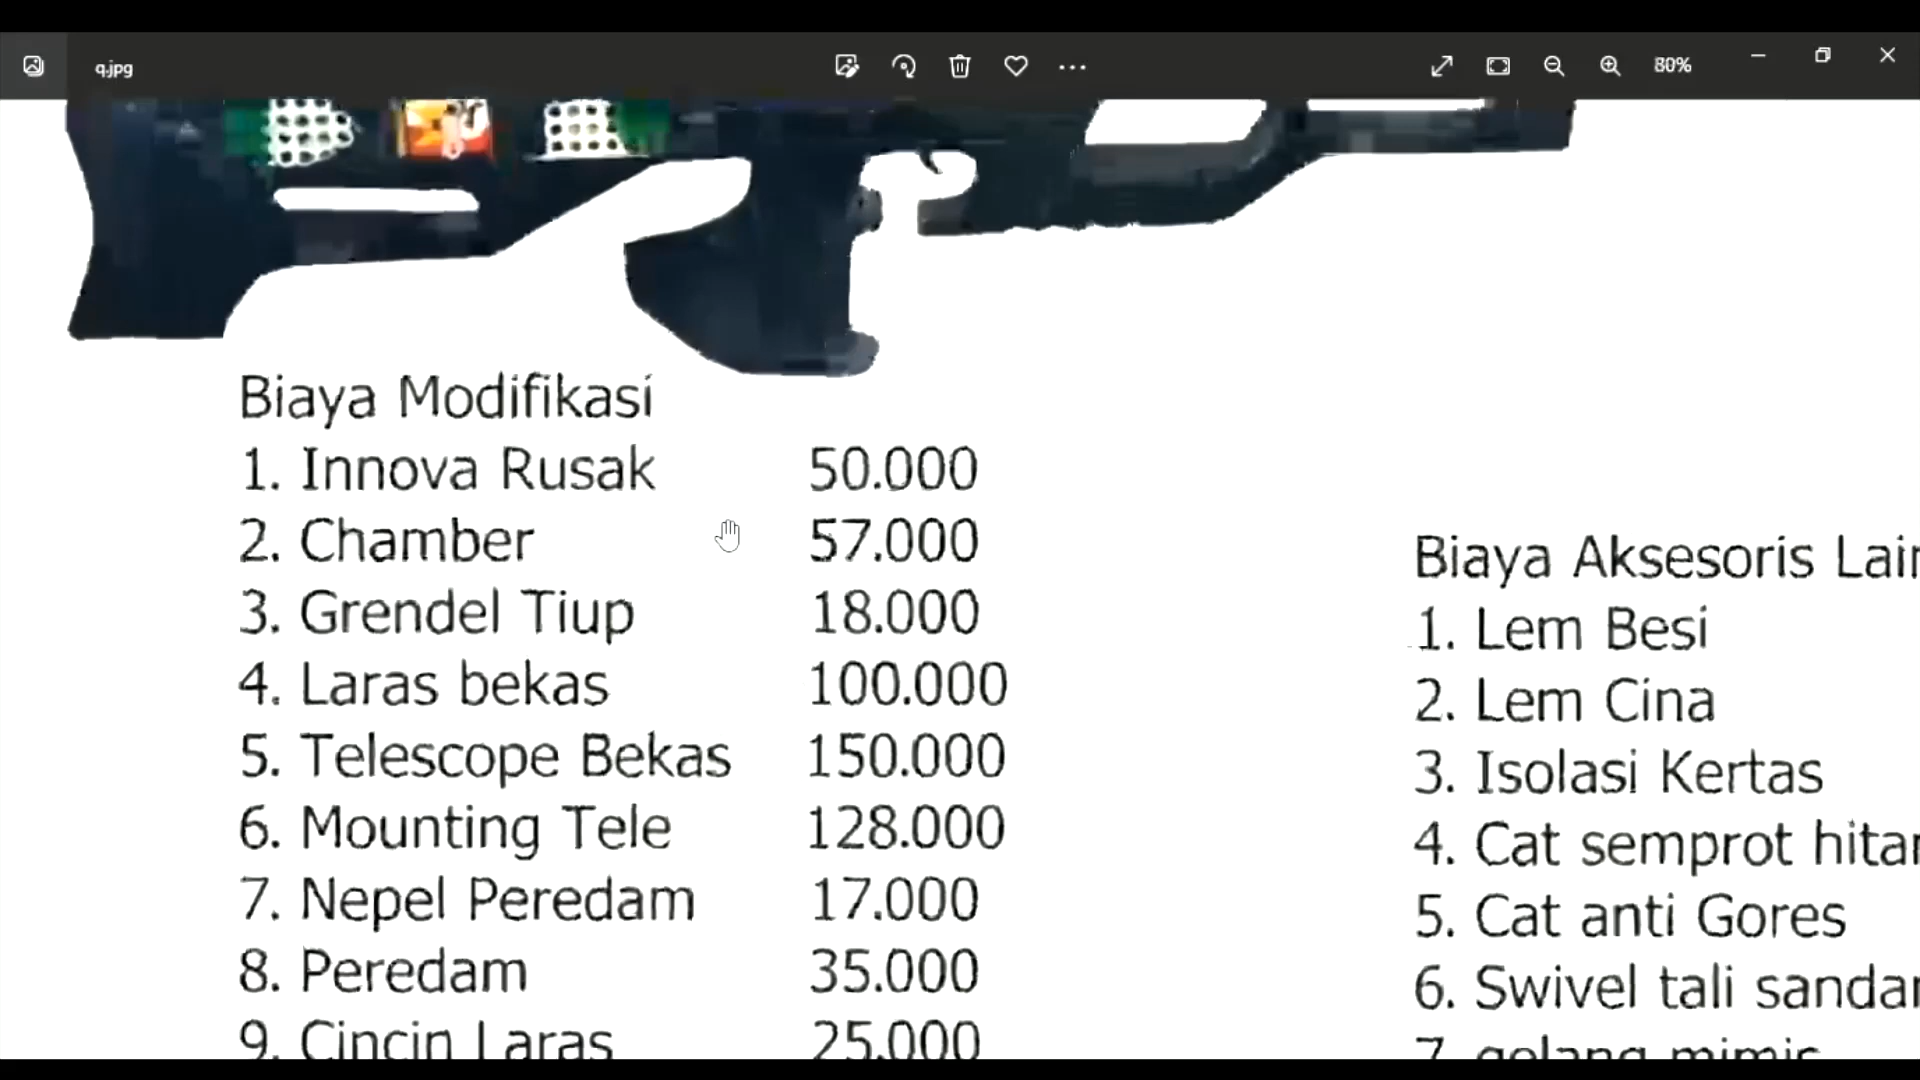 q.jpg
80%
Biaya Modifikasi
1. Innova Rusak 50.000
2. Chamber 57.000
3. Grendel Tiup 18.000
4. Laras bekas 100.000
5. Telescope Bekas 150.000
6. Mounting Tele 128.000
7. Nepel Peredam 17.000
8. Peredam 35.000
9. Cincin Laras 25.000
Biaya Aksesoris
1. Lem Besi
2. Lem Cina
3. Isolasi Kertas
4. Cat semprot
5. Cat anti Gores
6. Swivel tali
7. golang mimis